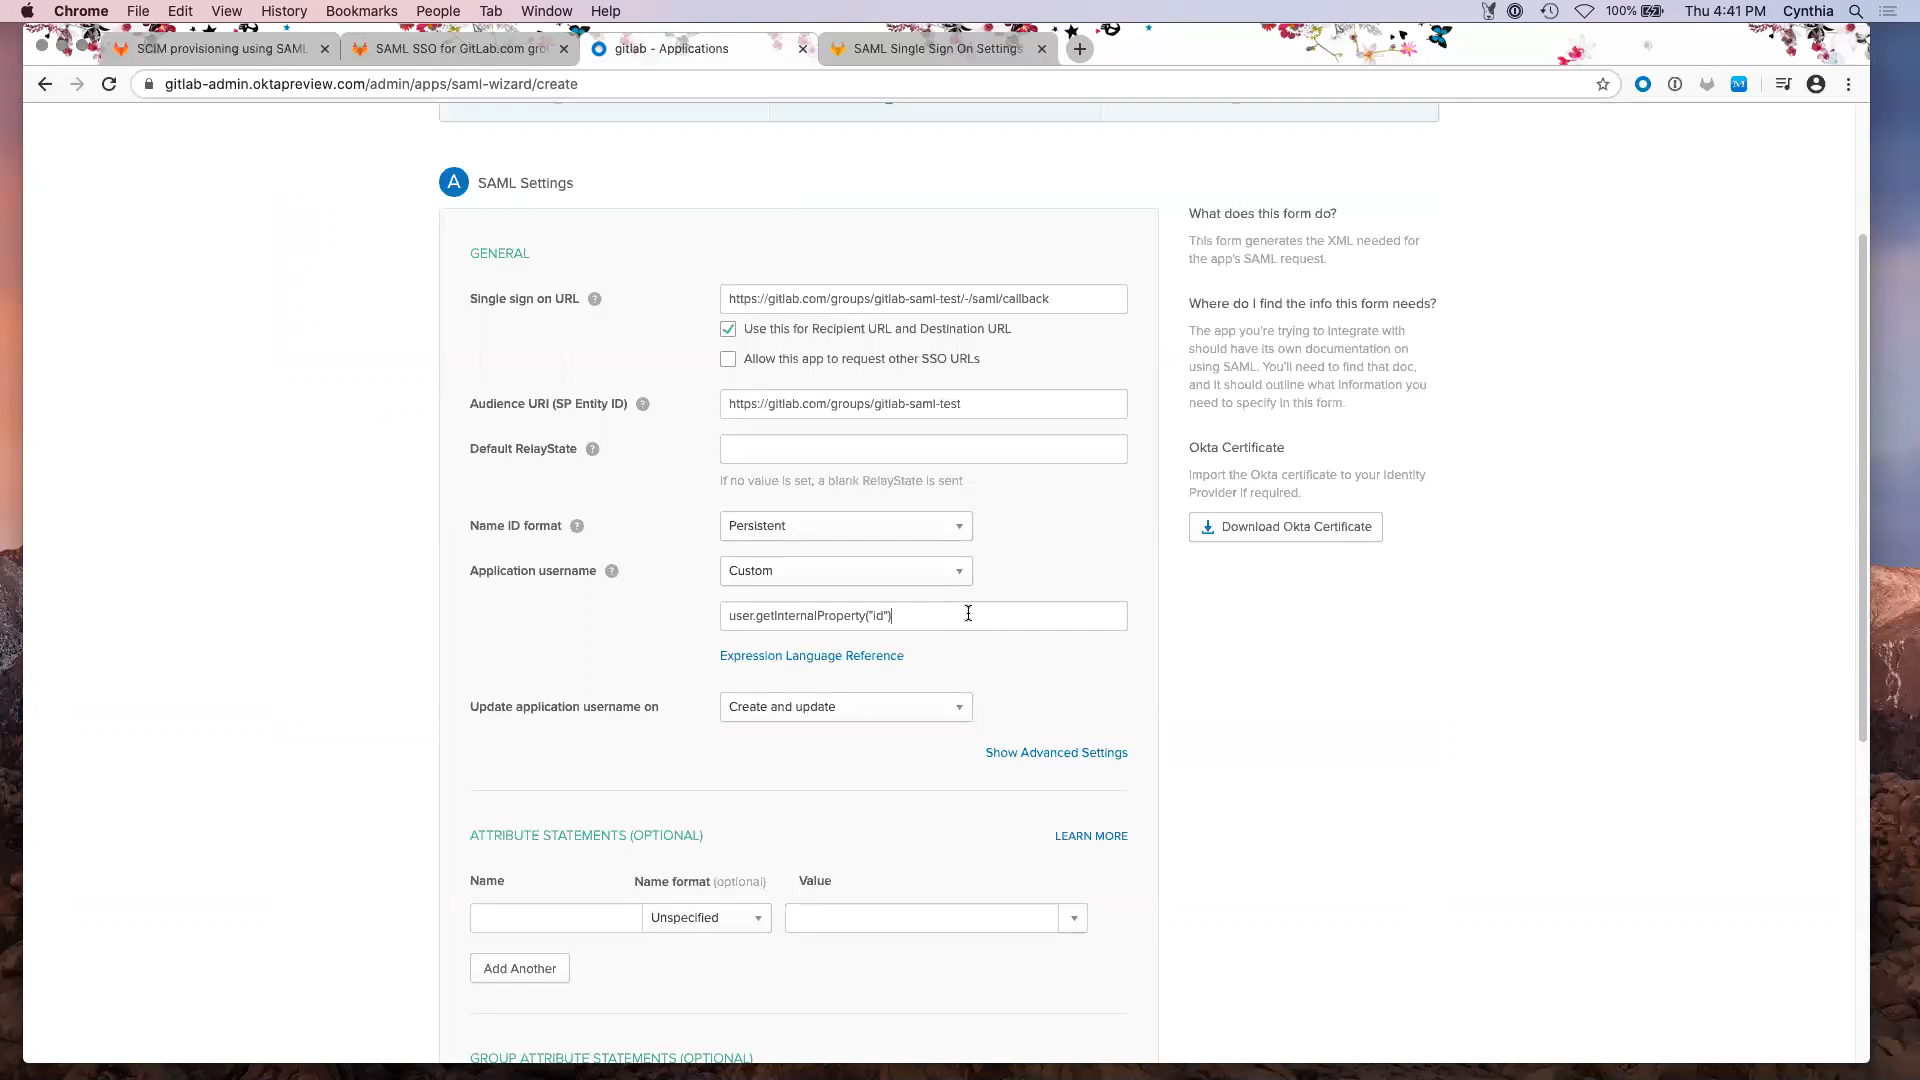 Chrome File Edit View History Bookmarks People Tab Window Help 100% Thu 4:41 PM Cynthia
SCIM provisioning using SAML SAML SSO for GitLab.com gro gitlab - Applications SAML Single Sign On Settings
gitlab-admin.oktapreview.com/admin/apps/saml-wizard/create
A SAML Settings
GENERAL
Single sign on URL ? https://gitlab.com/groups/gitlab-saml-test/-/saml/callback
Use this for Recipient URL and Destination URL
Allow this app to request other SSO URLs
Audience URI (SP Entity ID) ? https://gitlab.com/groups/gitlab-saml-test
Default RelayState ?
If no value is set, a blank RelayState is sent
Name ID format ? Persistent
Application username ? Custom
user.getInternalProperty("id")
Expression Language Reference
Update application username on Create and update
Show Advanced Settings
ATTRIBUTE STATEMENTS (OPTIONAL) LEARN MORE
Name Name format (optional) Value
Unspecified
Add Another
GROUP ATTRIBUTE STATEMENTS (OPTIONAL)
What does this form do?
This form generates the XML needed for
the app's SAML request.
Where do I find the info this form needs?
The app you're trying to integrate with
should have its own documentation on
using SAML. You'll need to find that doc,
and it should outline what information you
need to specify in this form.
Okta Certificate
Import the Okta certificate to your Identity
Provider if required.
Download Okta Certificate